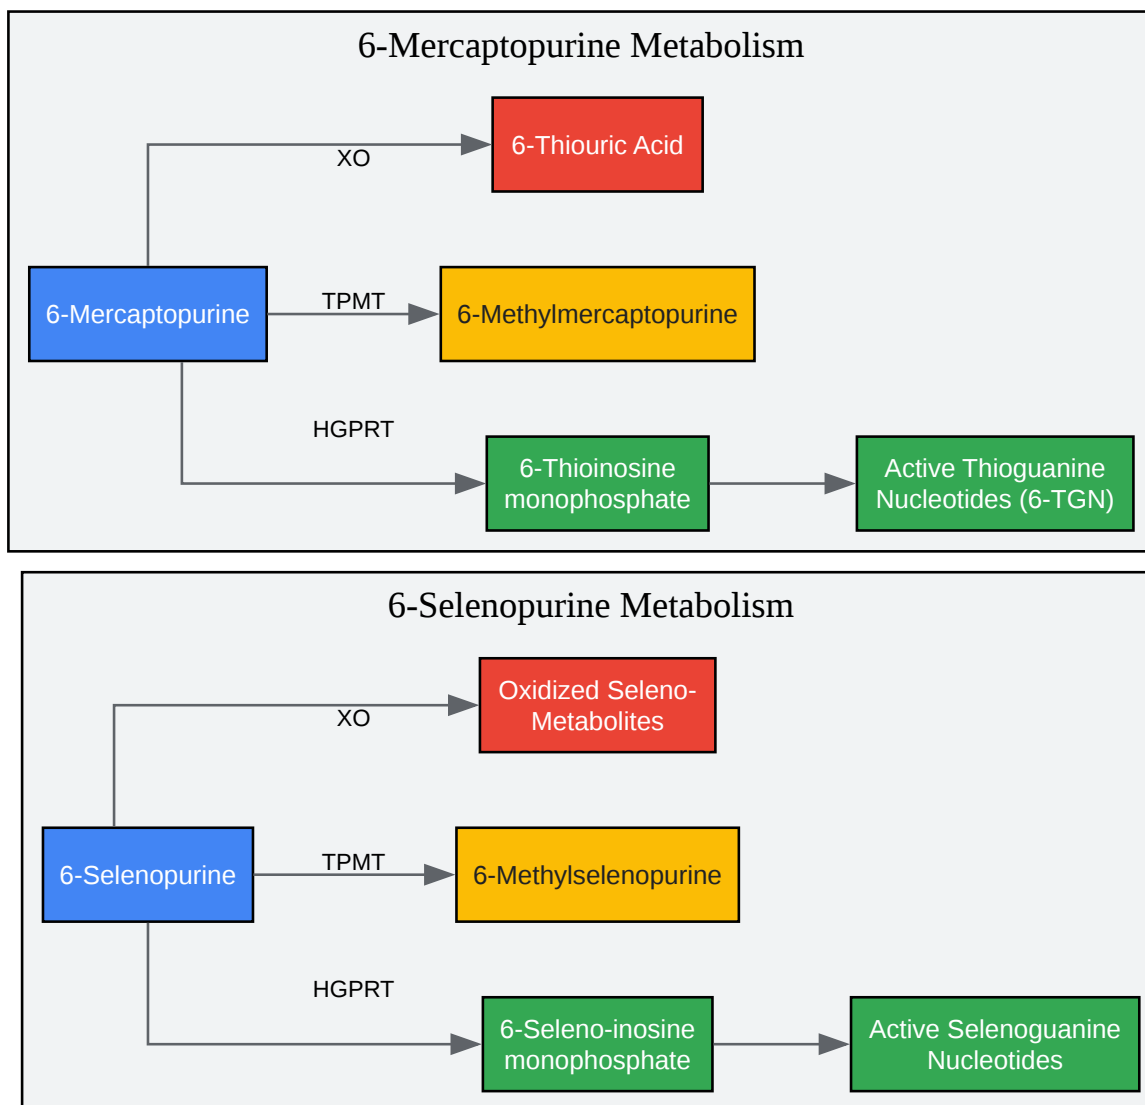 6-Mercaptopurine Metabolism
6-Thiouric Acid
XO
6-Mercaptopurine
TPMT
6-Methylmercaptopurine
HGPRT
6-Thioinosine
monophosphate
Active Thioguanine
Nucleotides (6-TGN)
6-Selenopurine Metabolism
Oxidized Seleno-
Metabolites
XO
6-Selenopurine
TPMT
6-Methylselenopurine
HGPRT
6-Seleno-inosine
monophosphate
Active Selenoguanine
Nucleotides